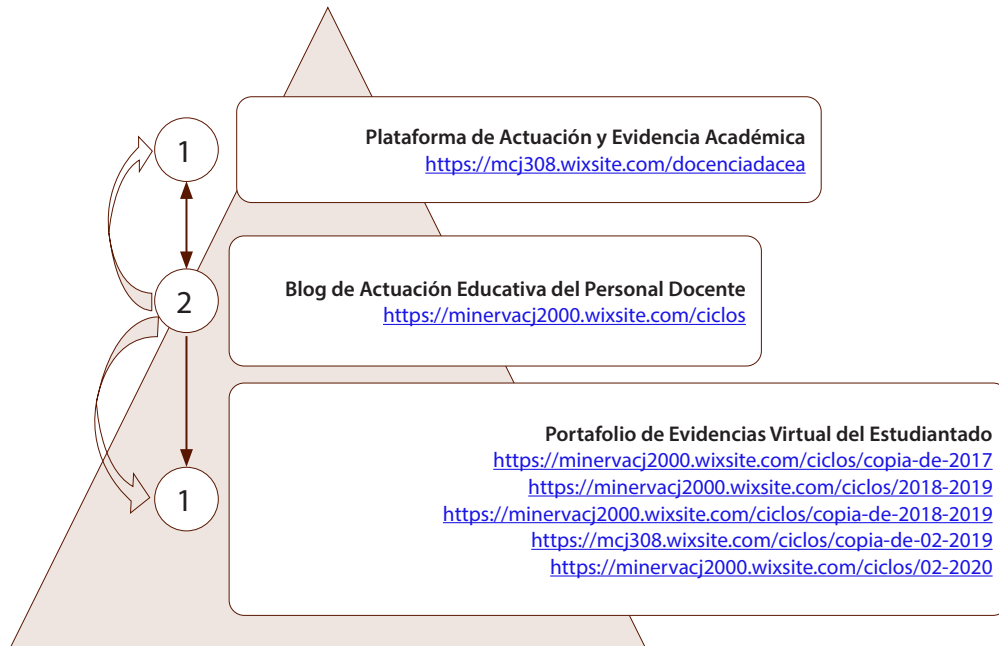 1
Plataforma de Actuación y Evidencia Académica
https://mcj308.wixsite.com/docenciadacea
2
Blog de Actuación Educativa del Personal Docente
https://minervacj2000.wixsite.com/ciclos
1
Portafolio de Evidencias Virtual del Estudiantado
https://minervacj2000.wixsite.com/ciclos/copia-de-2017
https://minervacj2000.wixsite.com/ciclos/2018-2019
https://minervacj2000.wixsite.com/ciclos/copia-de-2018-2019
https://mcj308.wixsite.com/ciclos/copia-de-02-2019
https://minervacj2000.wixsite.com/ciclos/02-2020